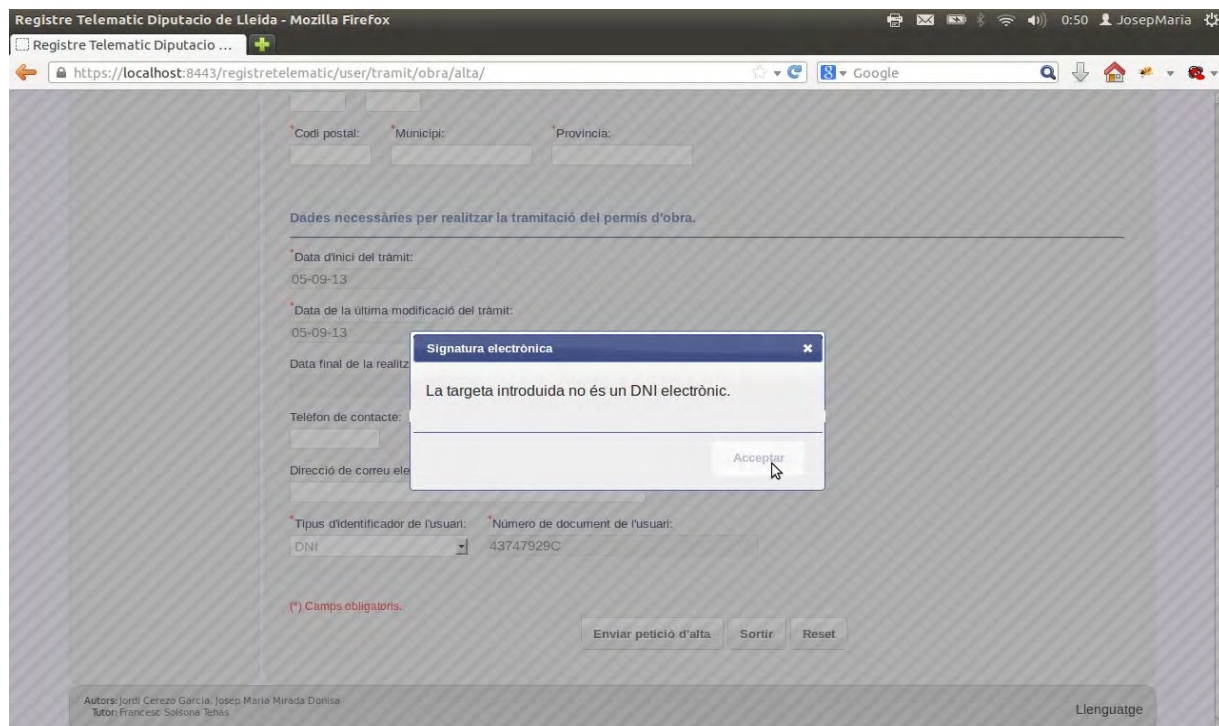 Registre Telematic Diputacio de Lleida - Mozilla Firefox
0:50 JosepMaria
Registre Telematic Diputacio ...
https://localhost:8443/registretelematic/user/tramit/obra/alta/
Google
*Codi postal: *Municipi: *Província:
Dades necessàries per realitzar la tramitació del permís d'obra.
*Data d'inici del tràmit:
05-09-13
*Data de la última modificació del tràmit:
05-09-13
Signatura electrònica
Data final de la realitz
La targeta introduida no és un DNI electrònic.
Telèfon de contacte:
Acceptar
Direcció de correu ele
*Tipus d'identificador de l'usuari: *Número de document de l'usuari:
DNI 43747929C
(*) Camps obligatoris.
Enviar petició d'alta Sortir Reset
Autors: Jordi Cerezo Garcia, Josep Maria Mirada Donisa
Tutor: Francesc Solsona Tehas
Llenguatge